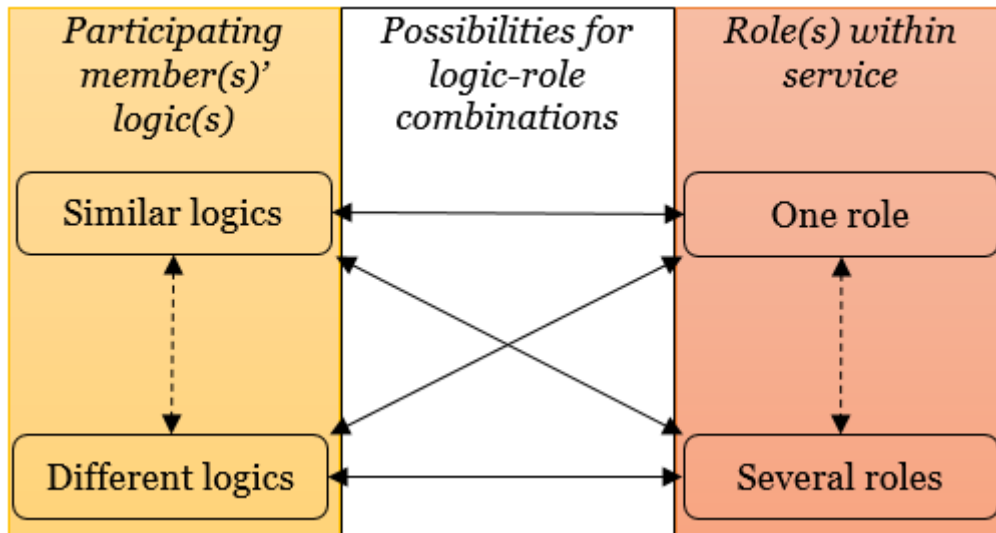 Participating
member(s)'
logic(s)
Possibilities for
logic-role
combinations
Role(s) within
service
Similar logics
One role
Different logics
Several roles